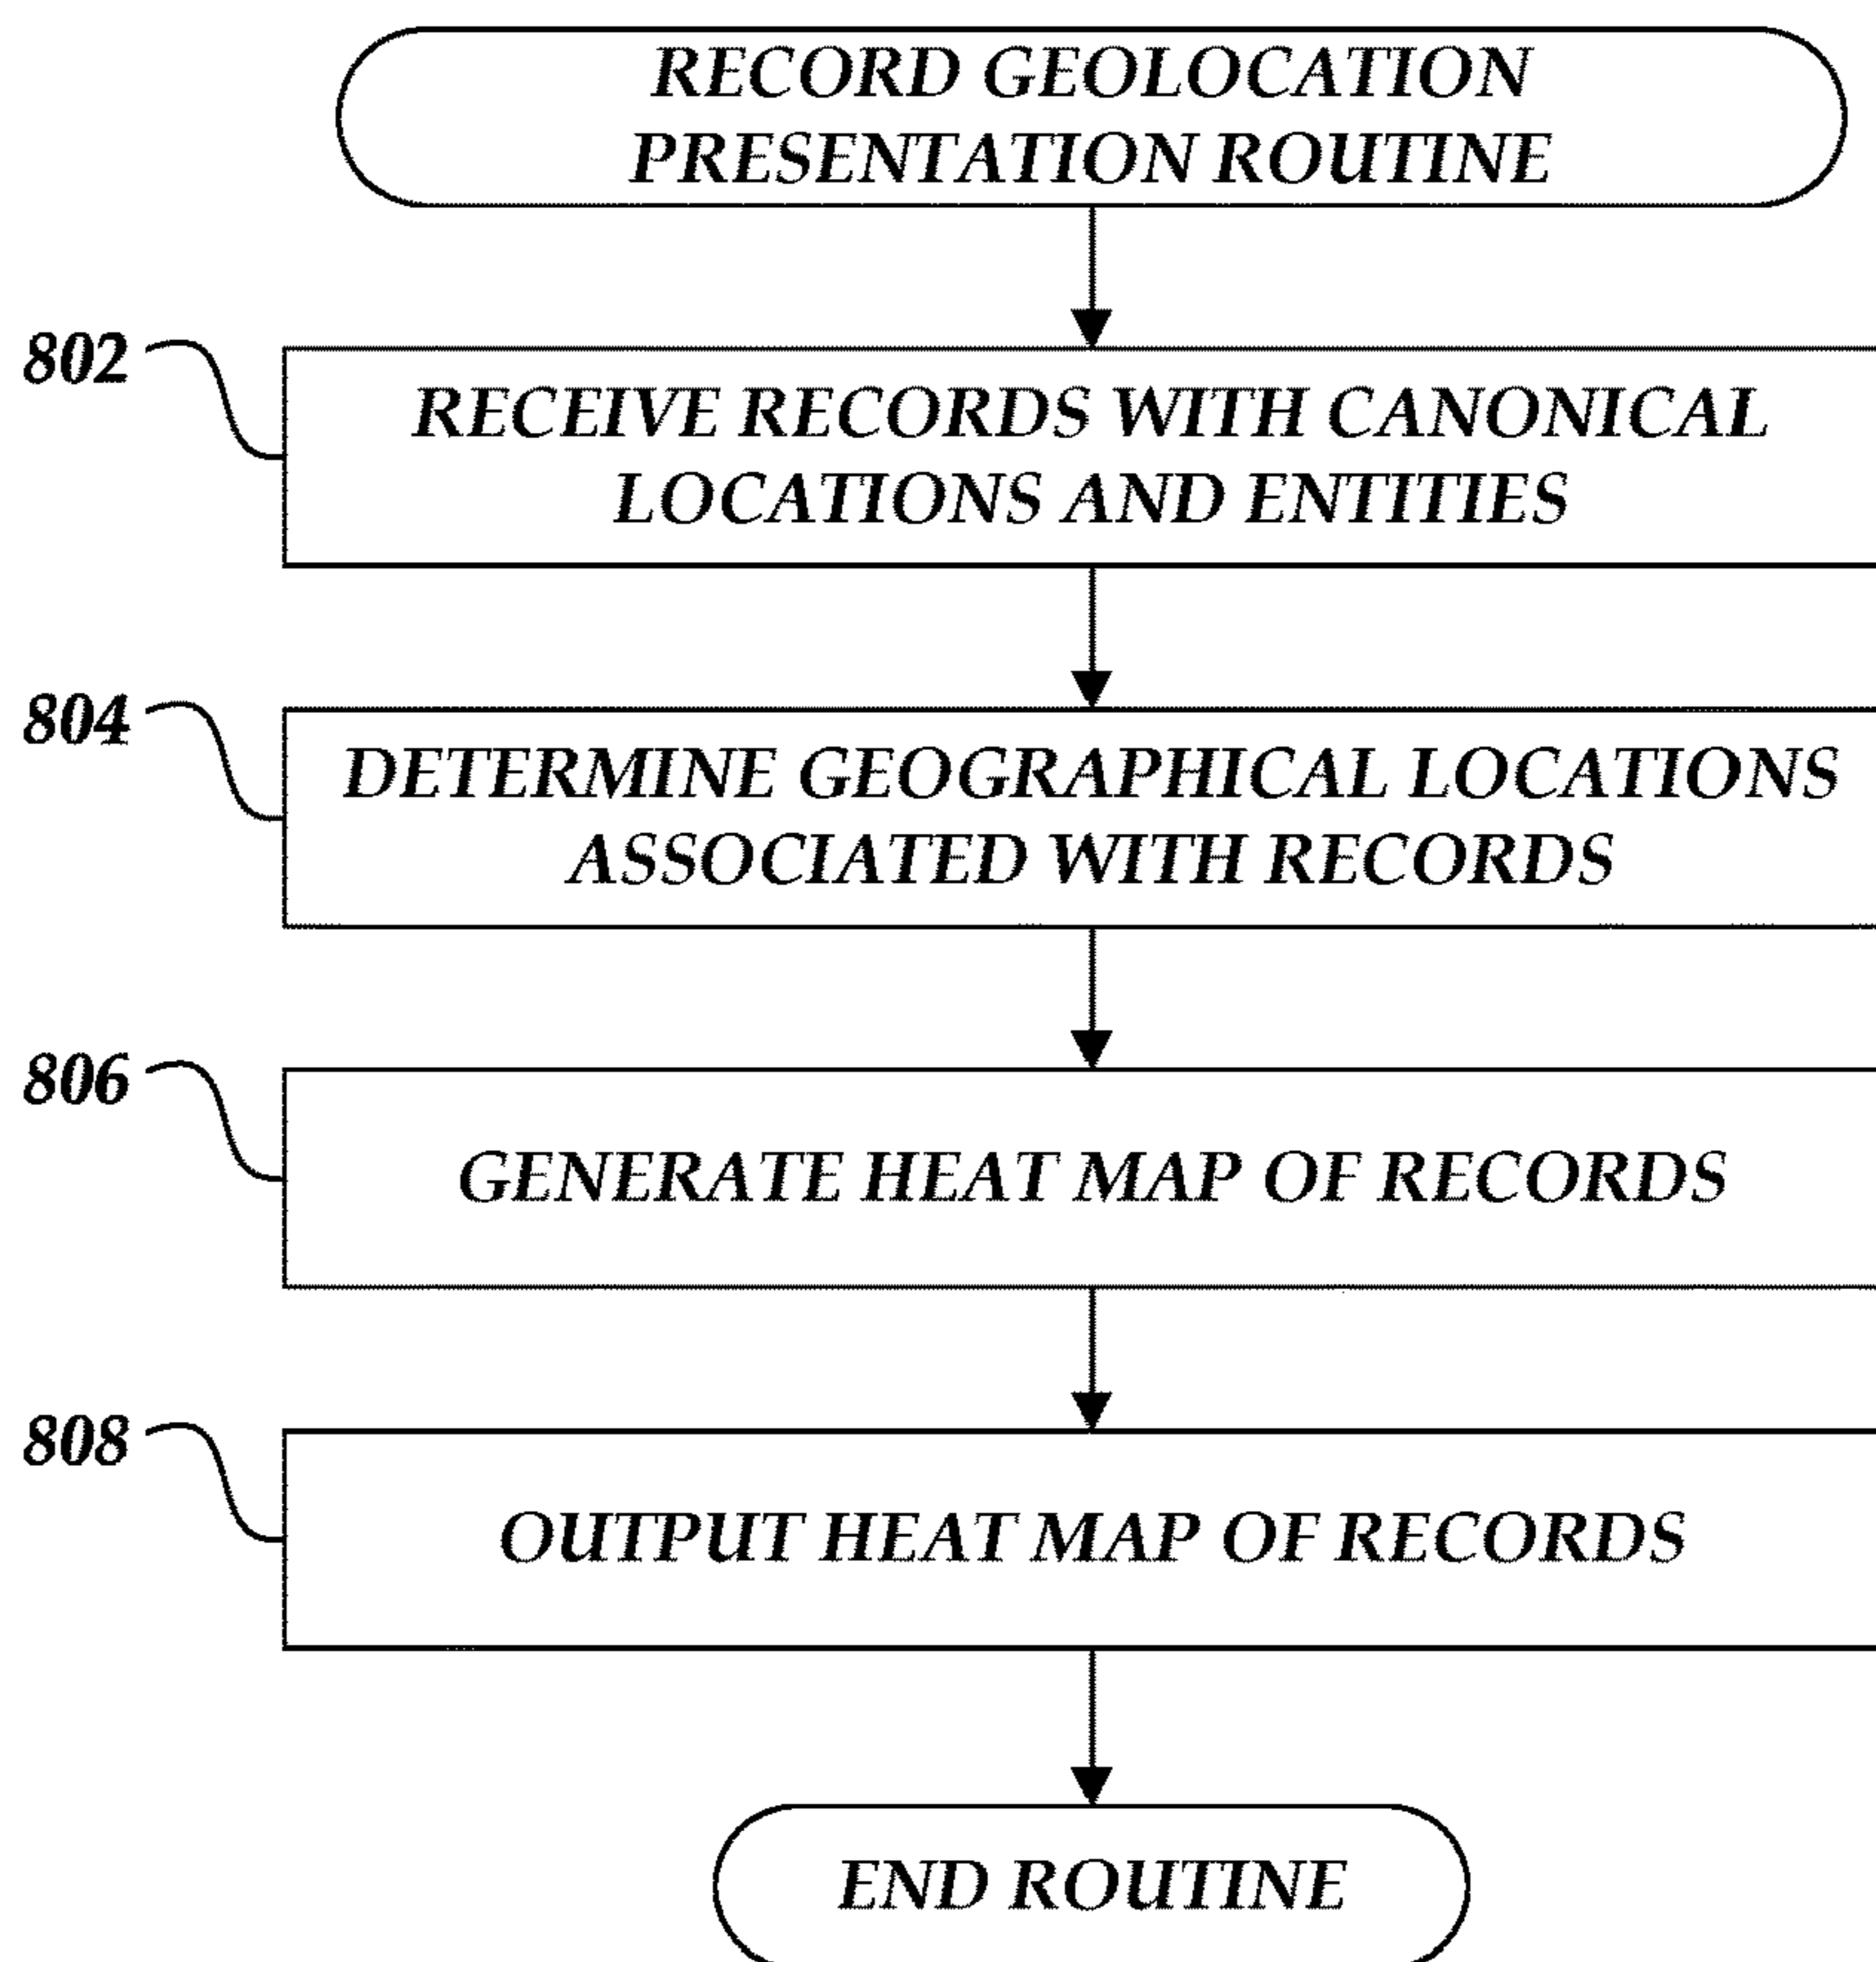 RECORD GEOLOCATION
PRESENTATION ROUTINE
802
RECEIVE RECORDS WITH CANONICAL
LOCATIONS AND ENTITIES
804
DETERMINE GEOGRAPHICAL LOCATIONS
ASSOCIATED WITH RECORDS
806
GENERATE HEAT MAP OF RECORDS
808
OUTPUT HEAT MAP OF RECORDS
END ROUTINE